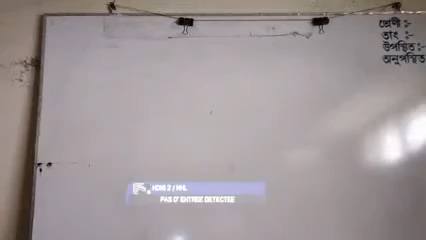 শ্রেণী :-
তাং :-
উপস্থিত :-
অনুপস্থিত
HDMI 2 / MHL
PAS D' ENTREE DETECTEE